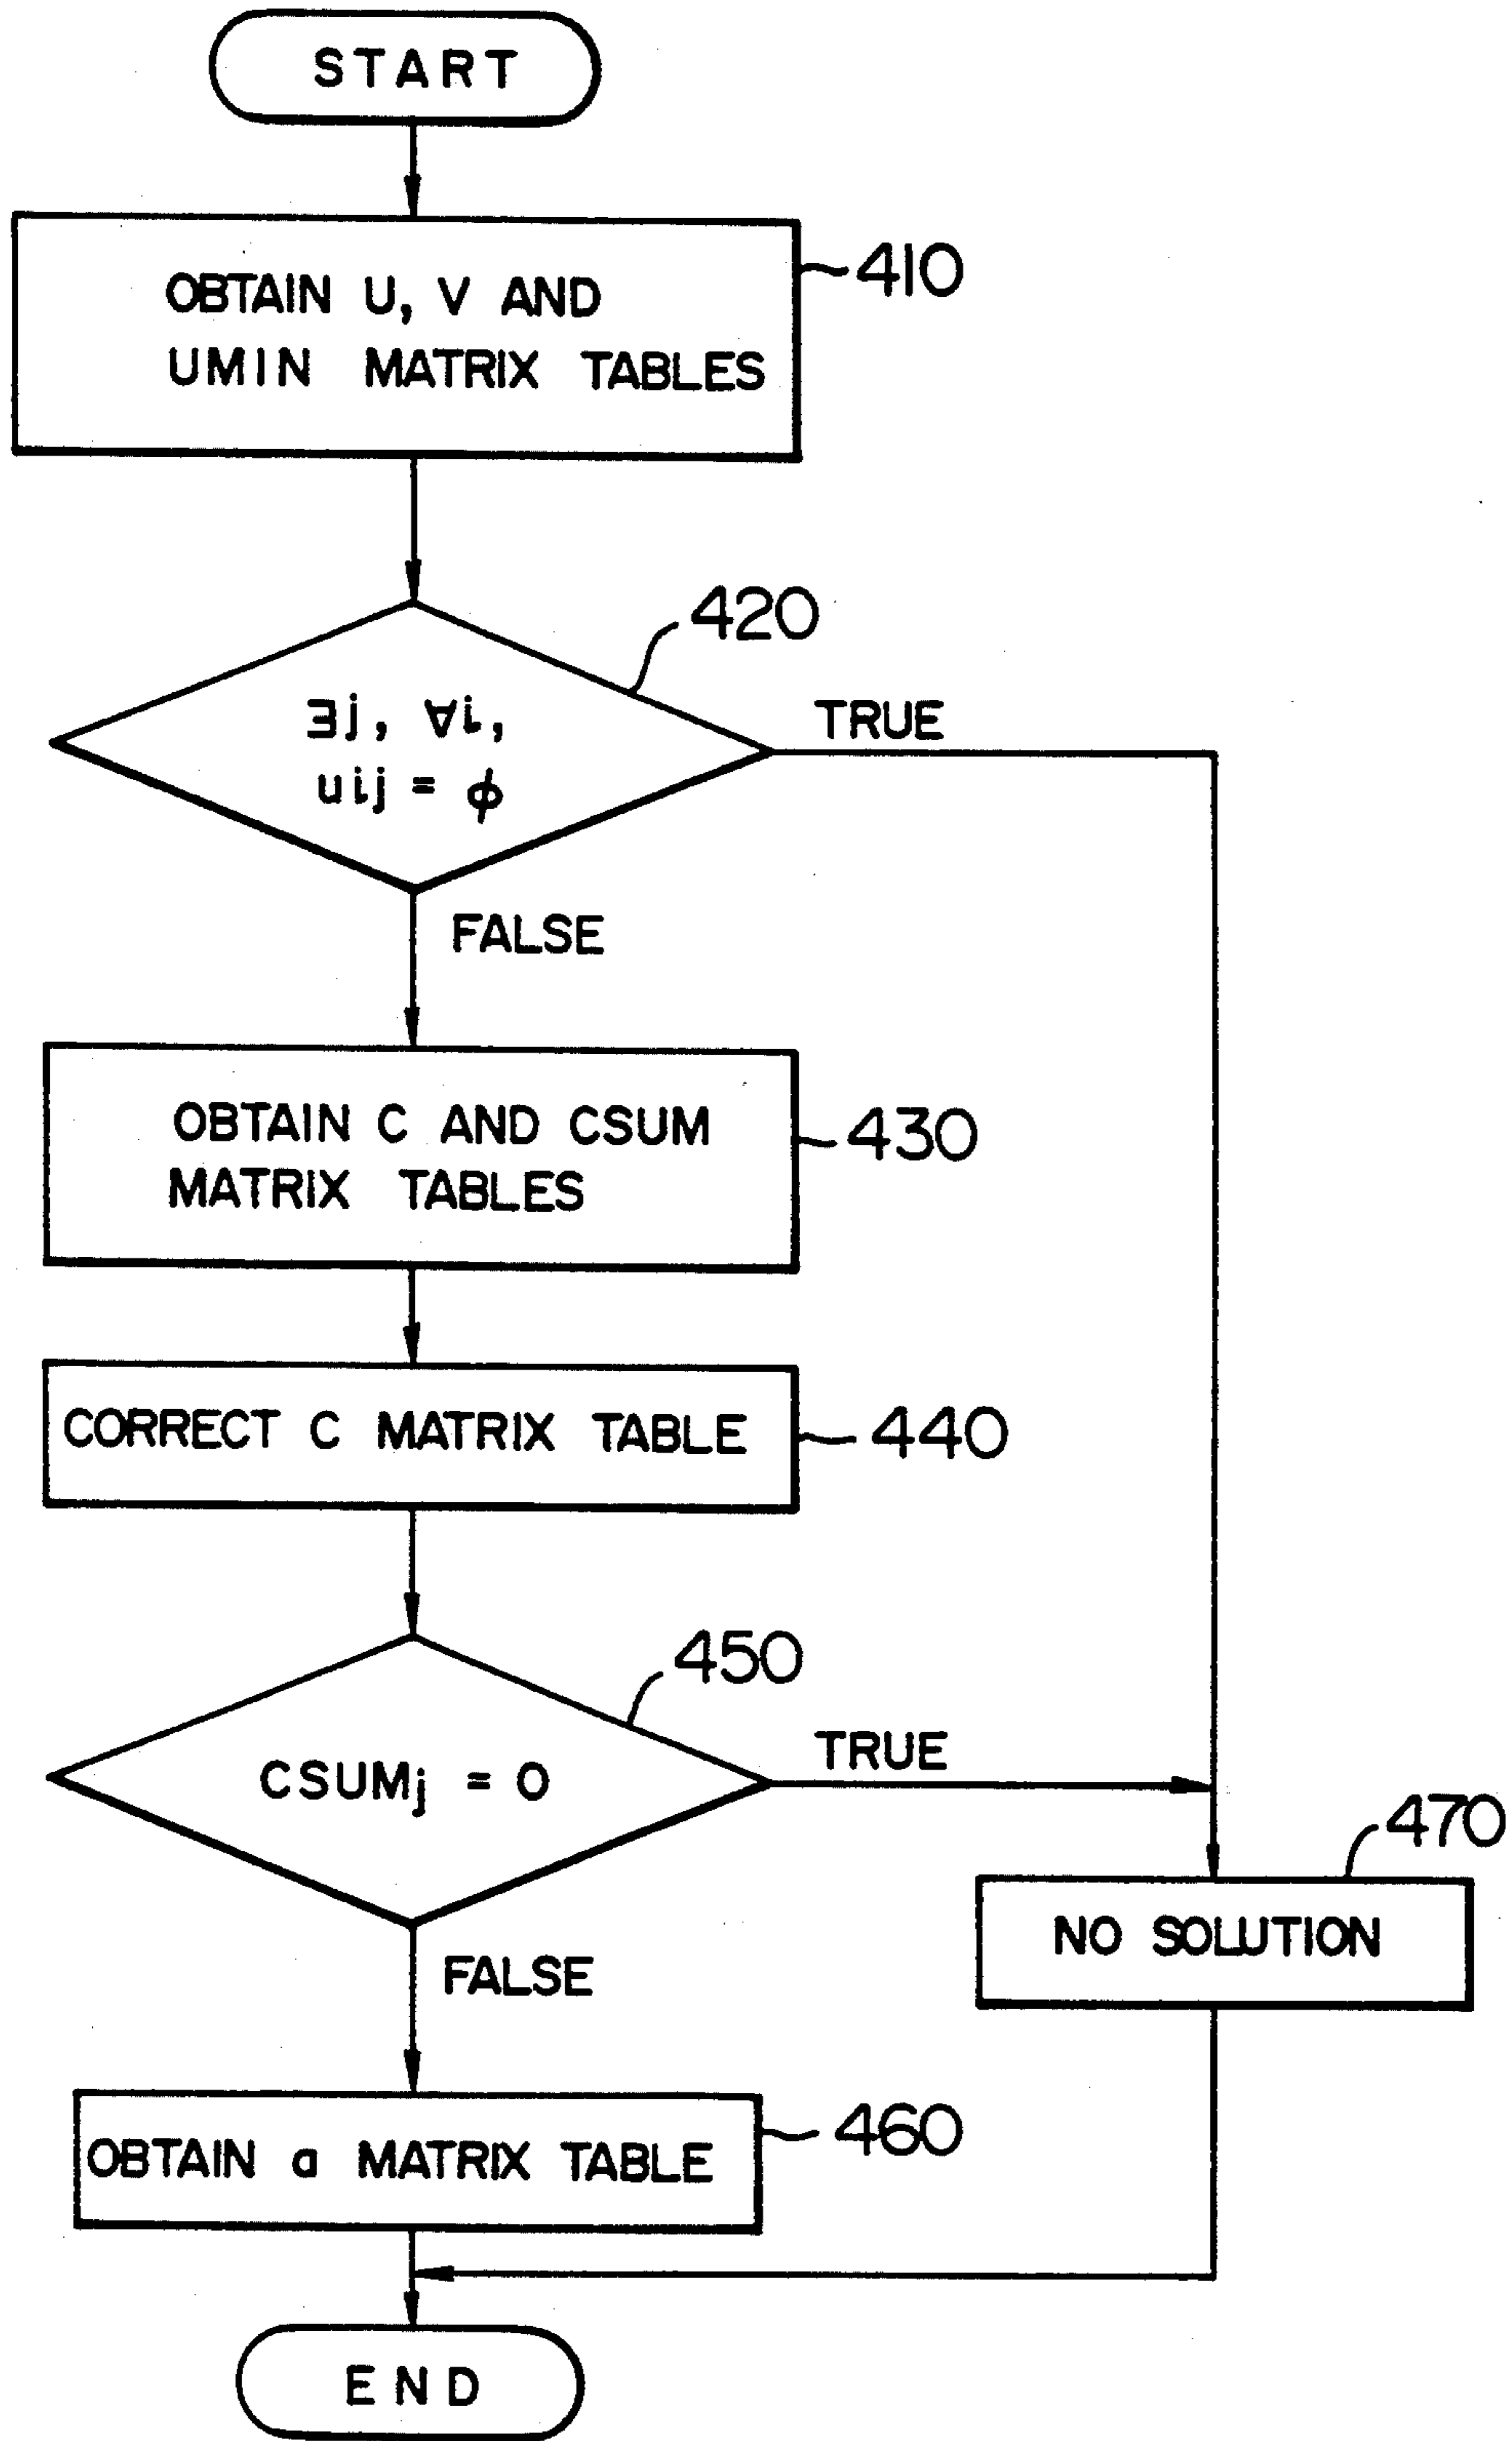 START
OBTAIN U, V AND
UMIN MATRIX TABLES
410
420
∃j, ∀i,
uij = ϕ
TRUE
FALSE
OBTAIN C AND CSUM
MATRIX TABLES
430
CORRECT C MATRIX TABLE
440
450
CSUMj = 0
TRUE
470
NO SOLUTION
FALSE
OBTAIN a MATRIX TABLE
460
END